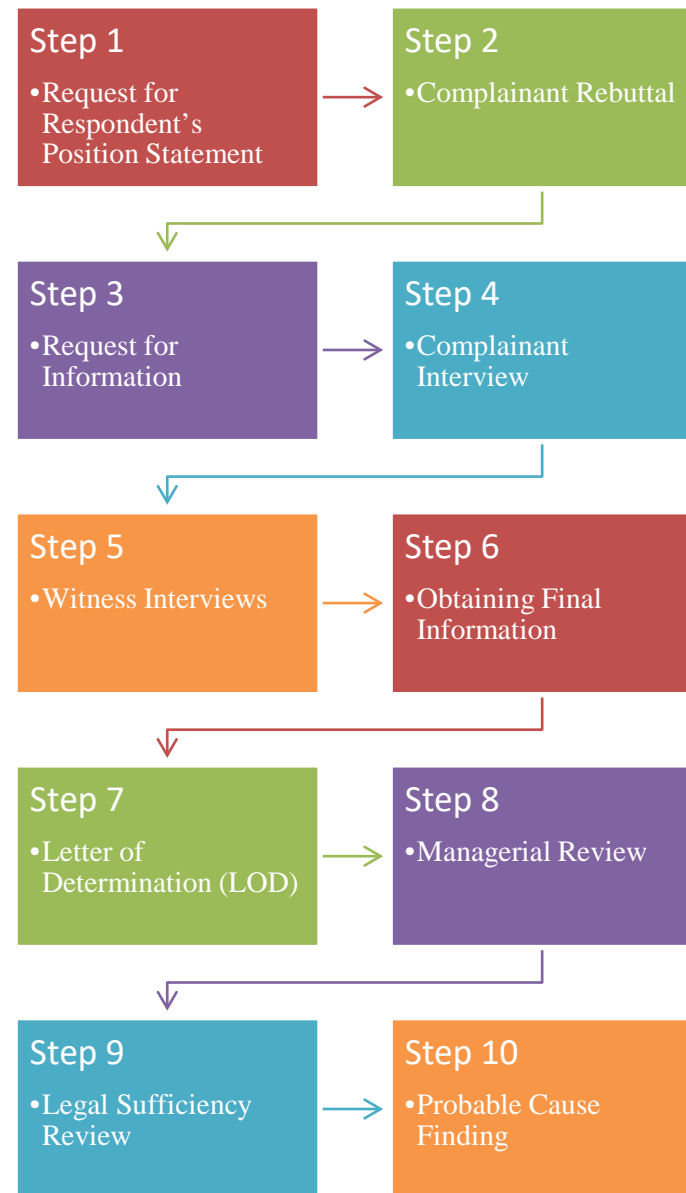 Step 1
•Request for
Respondent’s
Position Statement
Step 2
•Complainant Rebuttal
Step 3
•Request for
Information
Step 4
•Complainant
Interview
Step 5
•Witness Interviews
Step 6
•Obtaining Final
Information
Step 7
•Letter of
Determination (LOD)
Step 8
•Managerial Review
Step 9
•Legal Sufficiency
Review
Step 10
•Probable Cause
Finding